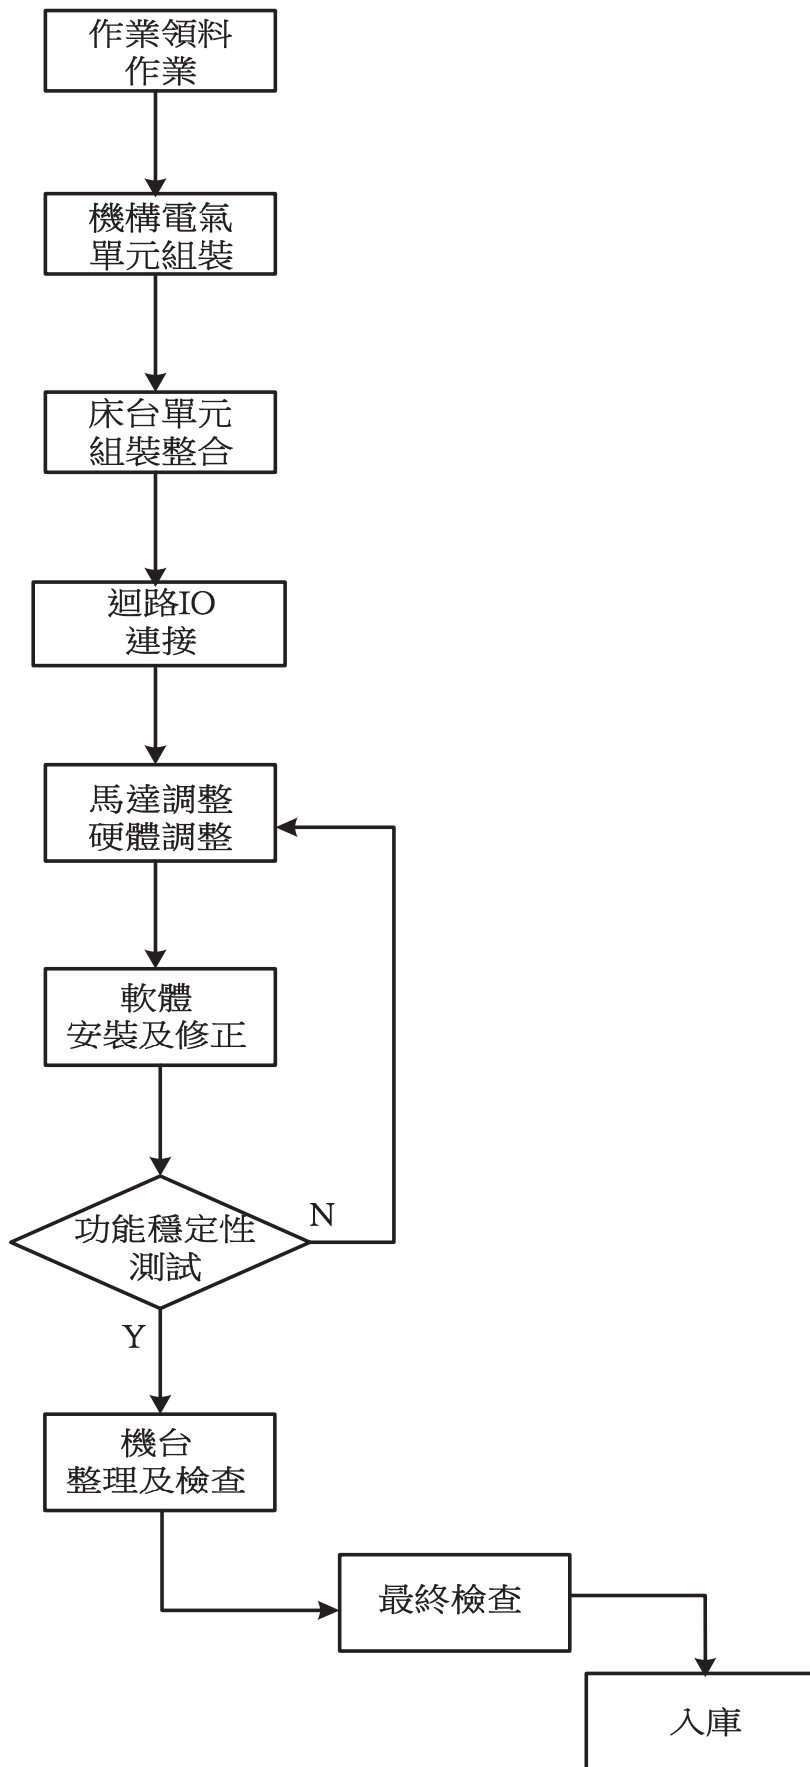 作業領料
作業
機構電氣
單元組裝
床台單元
組裝整合
迴路IO
連接
馬達調整
硬體調整
軟體
安裝及修正
功能穩定性
測試
N
Y
機台
整理及檢查
最終檢查
入庫